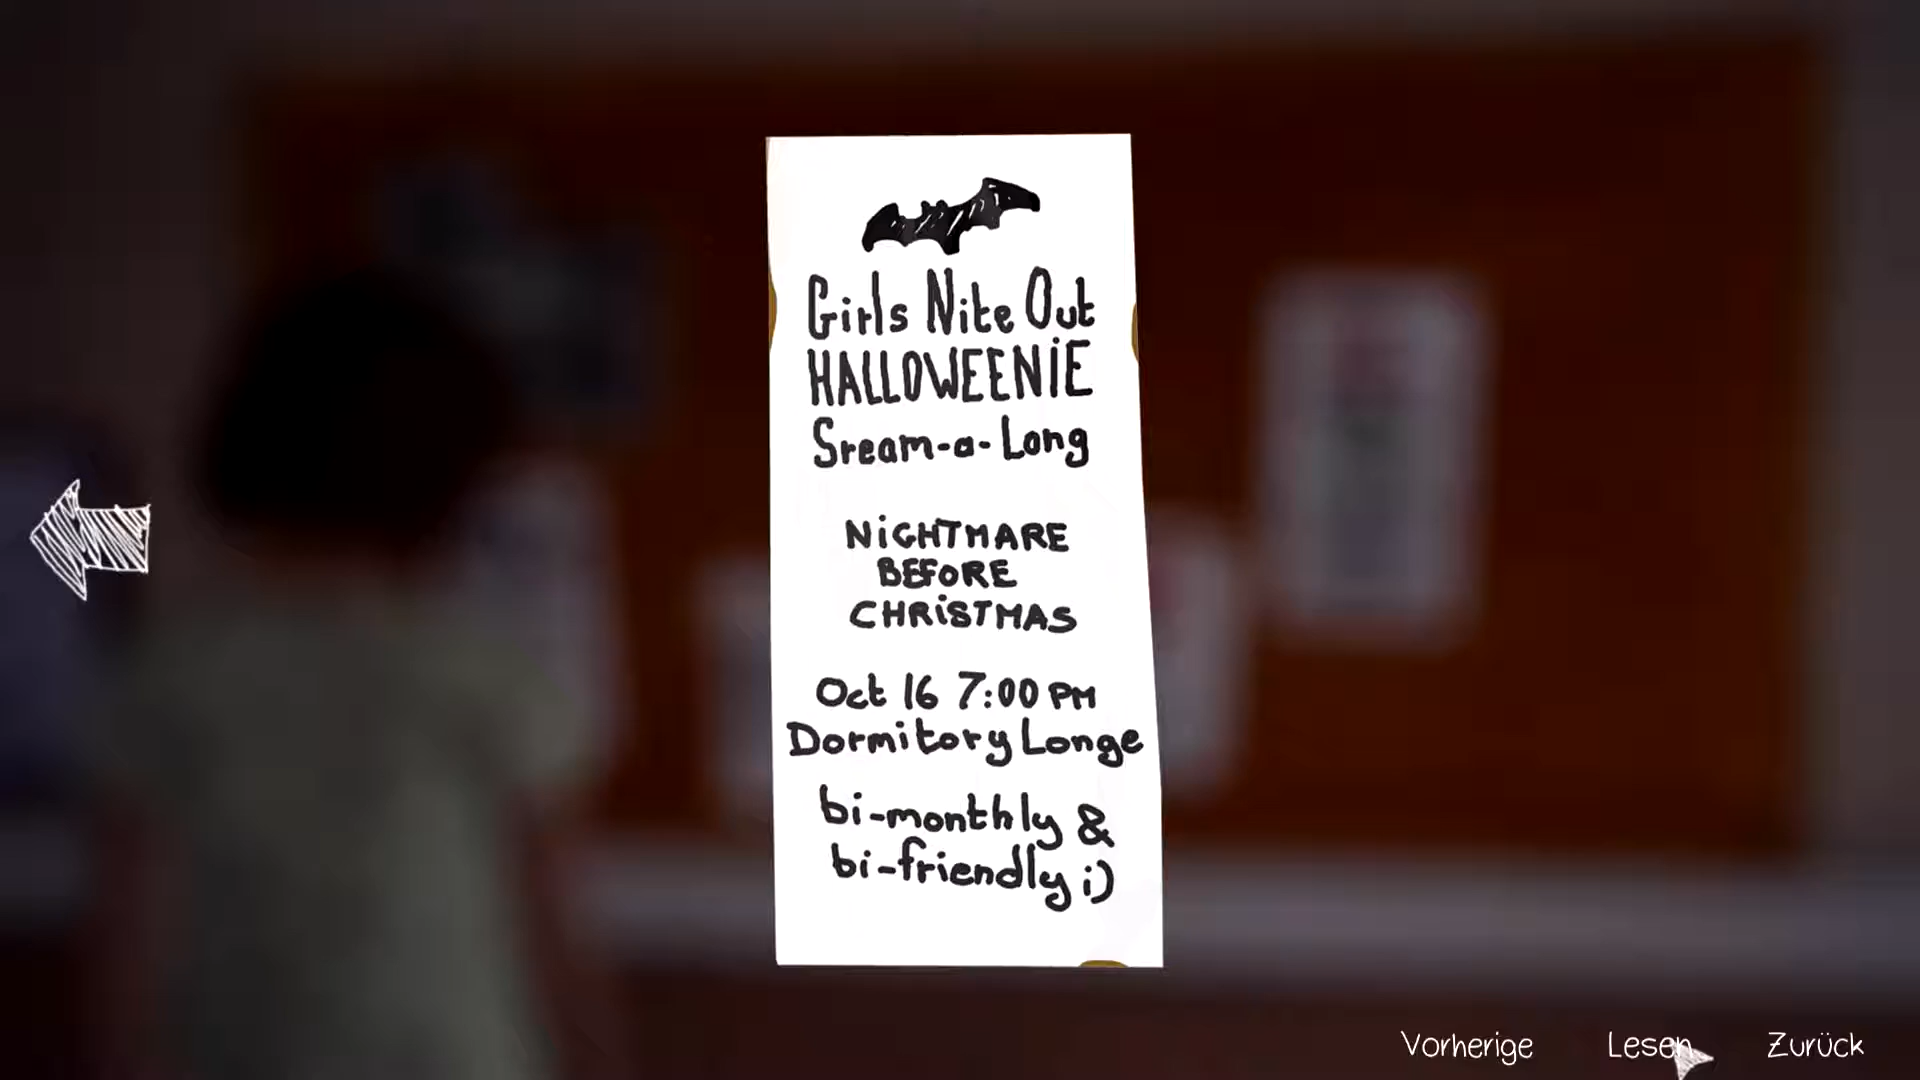 Girls Nite Out
HALLOWEENiE
Sream-a-Long
NiGHTMARE
BEFORE
CHRiSTMAS
Oct 16 7:00 PM
Dormitory Longe
bi-monthly &
bi-friendly ;)
Vorherige Lesen Zurück